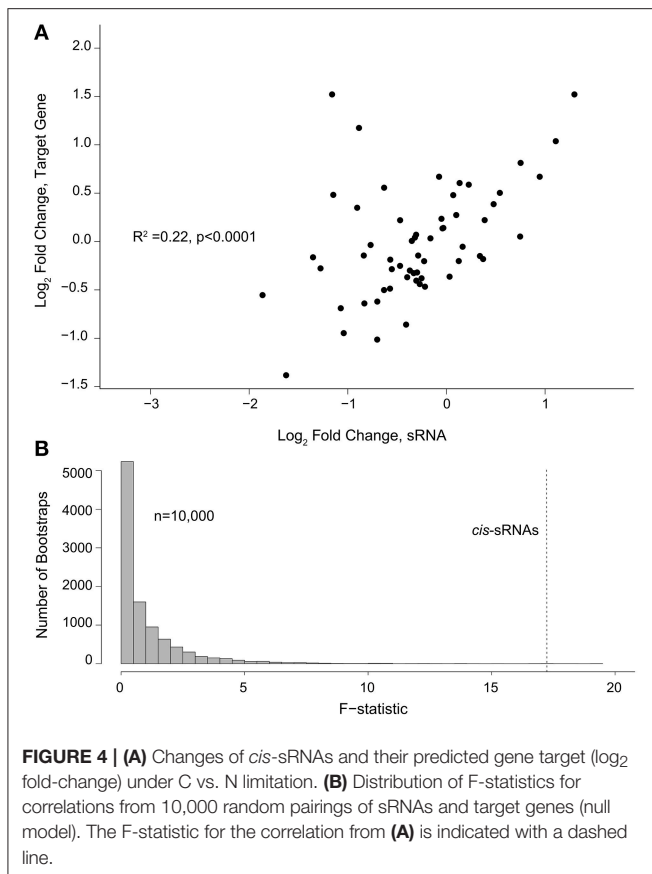 A
2.0
1.5
1.0
0.5
0.0
−0.5
−1.0
−1.5
Log2 Fold Change, Target Gene
R² =0.22, p<0.0001
−3 −2 −1 0 1
Log2 Fold Change, sRNA
B
5000
4000
3000
2000
1000
0
Number of Bootstraps
n=10,000
cis-sRNAs
0 5 10 15 20
F−statistic
FIGURE 4 | (A) Changes of cis-sRNAs and their predicted gene target (log2
fold-change) under C vs. N limitation. (B) Distribution of F-statistics for
correlations from 10,000 random pairings of sRNAs and target genes (null
model). The F-statistic for the correlation from (A) is indicated with a dashed
line.